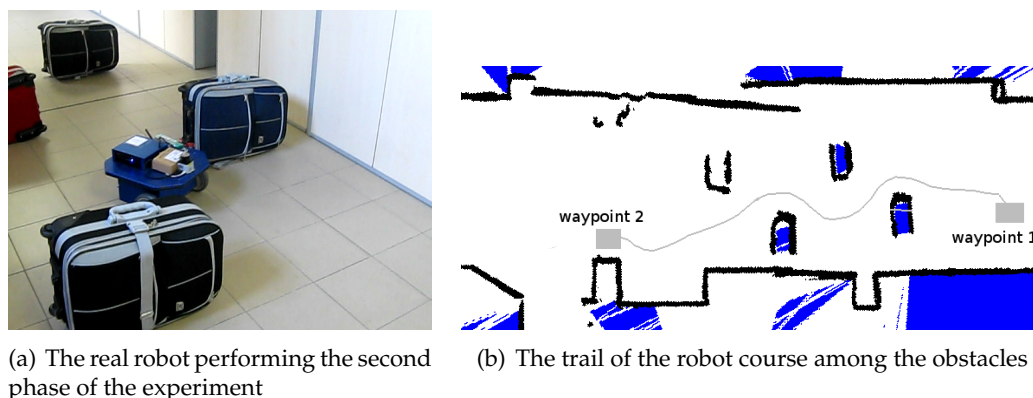 waypoint 2
waypoint 1
(a) The real robot performing the second
phase of the experiment
(b) The trail of the robot course among the obstacles